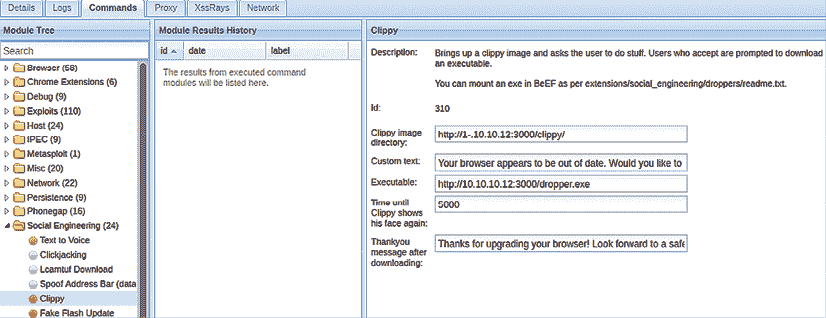 Details Logs Commands Proxy XssRays Network
Module Tree
Search
Browser (58)
Chrome Extensions (6)
Debug (9)
Exploits (110)
Host (24)
IPEC (9)
Metasploit (1)
Misc (20)
Network (22)
Persistence (9)
Phonegap (16)
Social Engineering (24)
Text to Voice
Clickjacking
Lcamtuf Download
Spoof Address Bar (data
Clippy
Fake Flash Update
Module Results History
id date label
The results from executed command
modules will be listed here.
Clippy
Description: Brings up a clippy image and asks the user to do stuff. Users who accept are prompted to download
an executable.
You can mount an exe in BeEF as per extensions/social_engineering/droppers/readme.txt.
Id: 310
Clippy image
directory: http://1-.10.10.12:3000/clippy/
Custom text: Your browser appears to be out of date. Would you like to
Executable: http://10.10.10.12:3000/dropper.exe
Time until
Clippy shows
his face again: 5000
Thankyou
message after
downloading: Thanks for upgrading your browser! Look forward to a safe